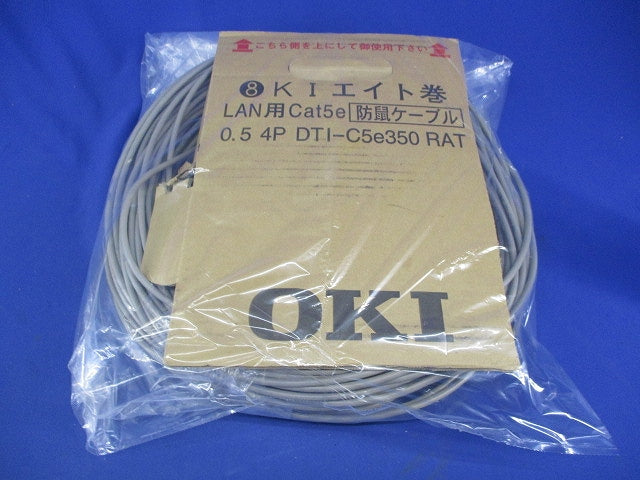 こちら側を上にして御使用下さい
8KIエイト巻
LAN用Cat5e 防鼠ケーブル
0.5 4P DTI-C5e350 RAT
OKI